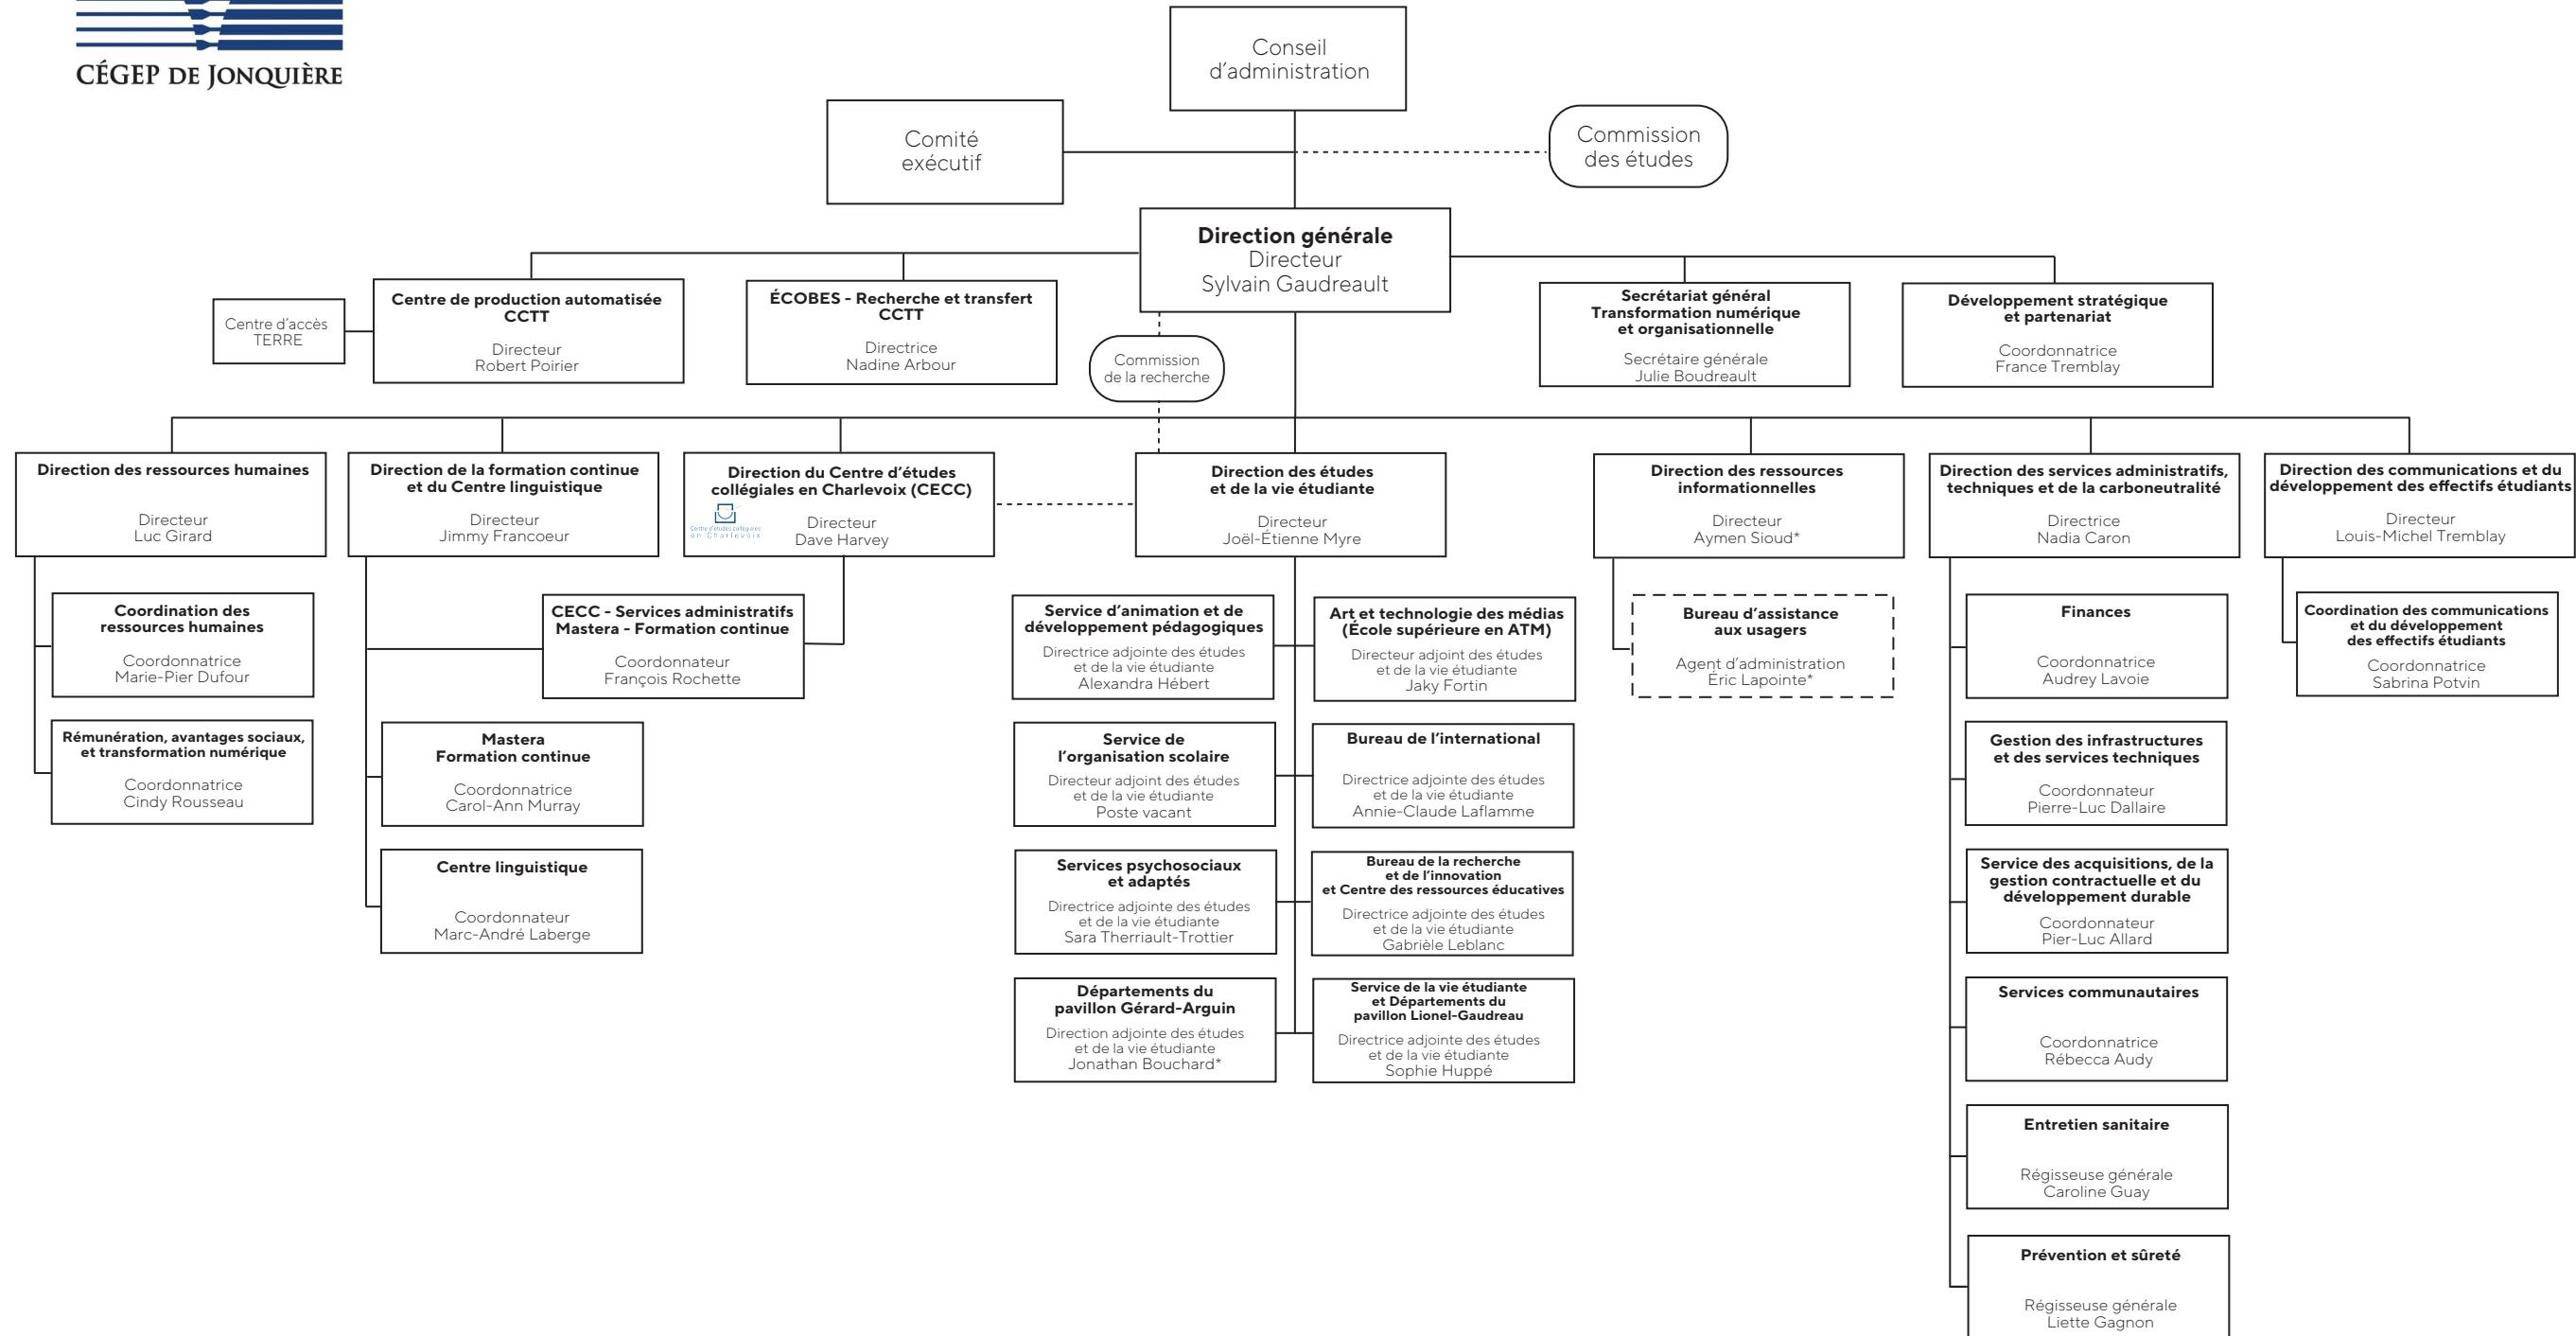 CÉGEP DE JONQUIÈRE
Conseil
d'administration
Comité
exécutif
Commission
des études
Direction générale
Directeur
Sylvain Gaudreault
Centre d'accès
TERRE
Centre de production automatisée
CCTT
Directeur
Robert Poirier
ÉCOBES - Recherche et transfert
CCTT
Directrice
Nadine Arbour
Commission
de la recherche
Secrétariat général
Transformation numérique
et organisationnelle
Secrétaire générale
Julie Boudreault
Développement stratégique
et partenariat
Coordonnatrice
France Tremblay
Direction des ressources humaines
Directeur
Luc Girard
Direction de la formation continue
et du Centre linguistique
Directeur
Jimmy Francoeur
Direction du Centre d'études
collégiales en Charlevoix (CECC)
Centre d'études collégiales
en Charlevoix
Directeur
Dave Harvey
Direction des études
et de la vie étudiante
Directeur
Joël-Étienne Myre
Direction des ressources
informationnelles
Directeur
Aymen Sioud*
Direction des services administratifs,
techniques et de la carboneutralité
Directrice
Nadia Caron
Direction des communications et du
développement des effectifs étudiants
Directeur
Louis-Michel Tremblay
Coordination des
ressources humaines
Coordonnatrice
Marie-Pier Dufour
Rémunération, avantages sociaux,
et transformation numérique
Coordonnatrice
Cindy Rousseau
CECC - Services administratifs
Mastera - Formation continue
Coordonnateur
François Rochette
Mastera
Formation continue
Coordonnatrice
Carol-Ann Murray
Centre linguistique
Coordonnateur
Marc-André Laberge
Service d'animation et de
développement pédagogiques
Directrice adjointe des études
et de la vie étudiante
Alexandra Hébert
Art et technologie des médias
(École supérieure en ATM)
Directeur adjoint des études
et de la vie étudiante
Jaky Fortin
Service de
l'organisation scolaire
Directeur adjoint des études
et de la vie étudiante
Poste vacant
Bureau de l'international
Directrice adjointe des études
et de la vie étudiante
Annie-Claude Laflamme
Services psychosociaux
et adaptés
Directrice adjointe des études
et de la vie étudiante
Sara Therriault-Trottier
Bureau de la recherche
et de l'innovation
et Centre des ressources éducatives
Directrice adjointe des études
et de la vie étudiante
Gabrièle Leblanc
Départements du
pavillon Gérard-Arguin
Direction adjointe des études
et de la vie étudiante
Jonathan Bouchard*
Service de la vie étudiante
et Départements du
pavillon Lionel-Gaudreau
Directrice adjointe des études
et de la vie étudiante
Sophie Huppé
Bureau d'assistance
aux usagers
Agent d'administration
Éric Lapointe*
Finances
Coordonnatrice
Audrey Lavoie
Gestion des infrastructures
et des services techniques
Coordonnateur
Pierre-Luc Dallaire
Service des acquisitions, de la
gestion contractuelle et du
développement durable
Coordonnateur
Pier-Luc Allard
Services communautaires
Coordonnatrice
Rébecca Audy
Entretien sanitaire
Régisseuse générale
Caroline Guay
Prévention et sûreté
Régisseuse générale
Liette Gagnon
Coordination des communications
et du développement
des effectifs étudiants
Coordonnatrice
Sabrina Potvin